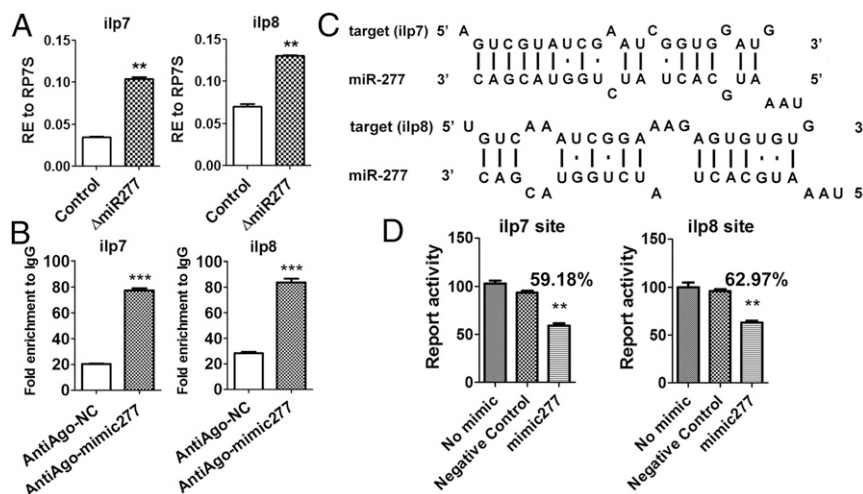 A
ilp7
ilp8
RE to RP7S
0.15
0.10
0.05
0.00
**
Control
ΔmiR277
RE to RP7S
0.15
0.10
0.05
0.00
**
Control
ΔmiR277
B
ilp7
ilp8
Fold enrichment to IgG
100
80
60
40
20
0
***
AntiAgo-NC
AntiAgo-mimic277
Fold enrichment to IgG
100
80
60
40
20
0
***
AntiAgo-NC
AntiAgo-mimic277
C
A C G G
target (ilp7) 5' GUCGUAUCG AU GGUG AU 3'
miR-277 3' CAGCAUGGU UA UCAC UA 5'
C G AAU
U AA AAG G
target (ilp8) 5' GUC AUCGGA AGUGUGU 3
miR-277 3' CAG UGGUCU UCACGUA
CA A AAU 5
D
ilp7 site
ilp8 site
Report activity
150
100
50
0
59.18%
**
No mimic
Negative Control
mimic277
Report activity
150
100
50
0
62.97%
**
No mimic
Negative Control
mimic277